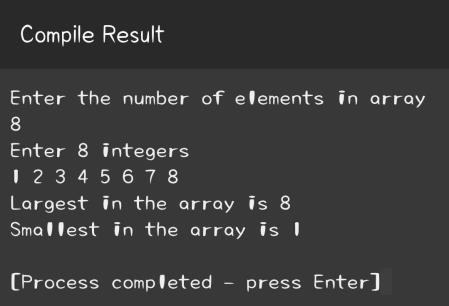 Compile Result
Enter the number of elements in array
8
Enter 8 integers
1 2 3 4 5 6 7 8
Largest in the array is 8
Smallest in the array is 1
[Process completed - press Enter]